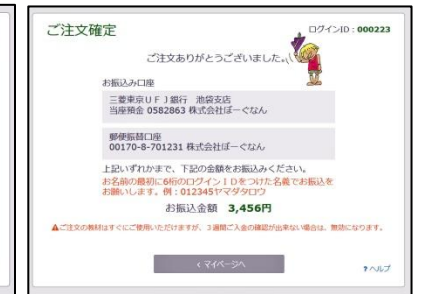 ご注文確定
ログインID：000223
ご注文ありがとうございました。
お振込み口座
三菱東京ＵＦＪ銀行　池袋支店
当座預金 0582863 株式会社ぼーぐなん
郵便振替口座
00170-8-701231 株式会社ぼーぐなん
上記いずれかまで、下記の金額をお振込みください。
お名前の最初に6桁のログインＩＤをつけた名義でお振込を
お願いします。例：012345ヤマダタロウ
お振込金額　3,456円
▲ご注文の教材はすぐにご使用いただけますが、３週間ご入金の確認が出来ない場合は、無効になります。
< マイページへ
? ヘルプ